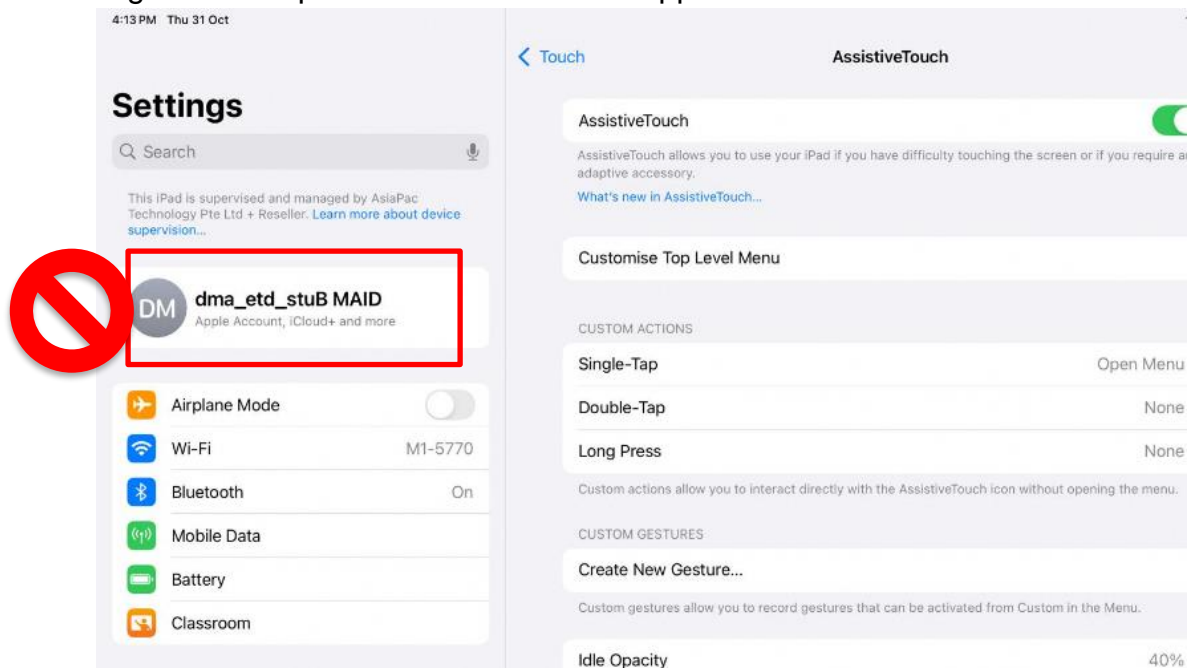 4:13 PM Thu 31 Oct
Settings
Search
This iPad is supervised and managed by AsiaPac
Technology Pte Ltd + Reseller. Learn more about device
supervision...
DM
dma_etd_stuB MAID
Apple Account, iCloud+ and more
Airplane Mode
Wi-Fi M1-5770
Bluetooth On
Mobile Data
Battery
Classroom
Touch
AssistiveTouch
AssistiveTouch
AssistiveTouch allows you to use your iPad if you have difficulty touching the screen or if you require
adaptive accessory.
What's new in AssistiveTouch...
Customise Top Level Menu
CUSTOM ACTIONS
Single-Tap Open Menu
Double-Tap None
Long Press None
Custom actions allow you to interact directly with the AssistiveTouch icon without opening the menu.
CUSTOM GESTURES
Create New Gesture...
Custom gestures allow you to record gestures that can be activated from Custom in the Menu.
Idle Opacity 40%